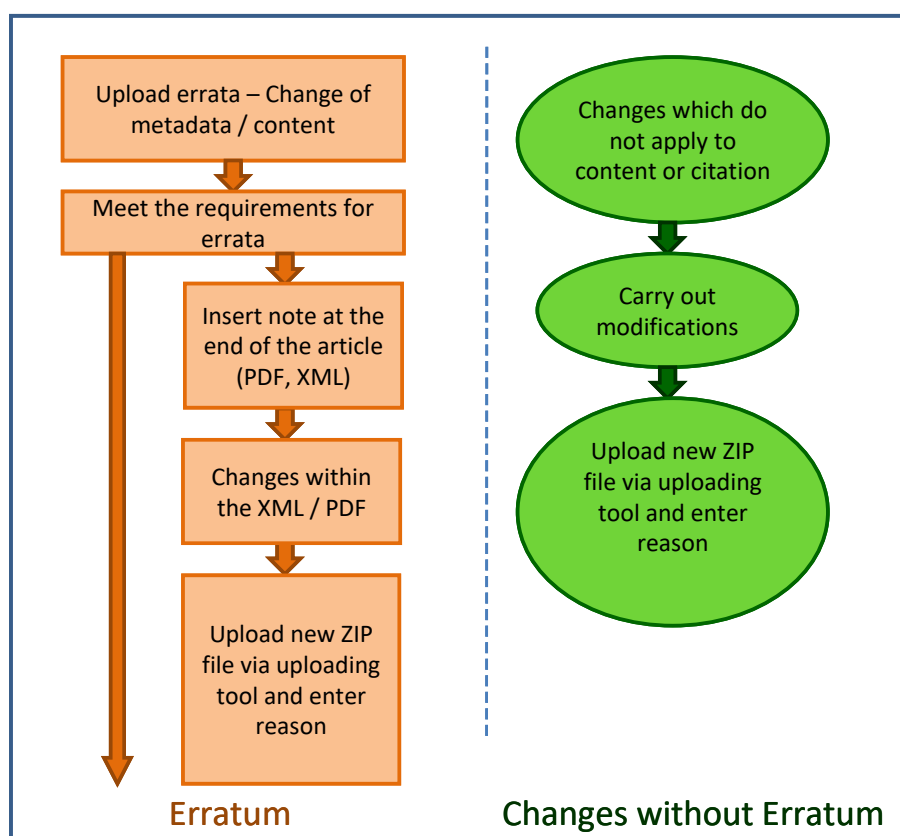 Upload errata – Change of
metadata / content
Meet the requirements for
errata
Insert note at the
end of the article
(PDF, XML)
Changes within
the XML / PDF
Upload new ZIP
file via uploading
tool and enter
reason
Erratum
Changes which do
not apply to
content or citation
Carry out
modifications
Upload new ZIP
file via uploading
tool and enter
reason
Changes without Erratum